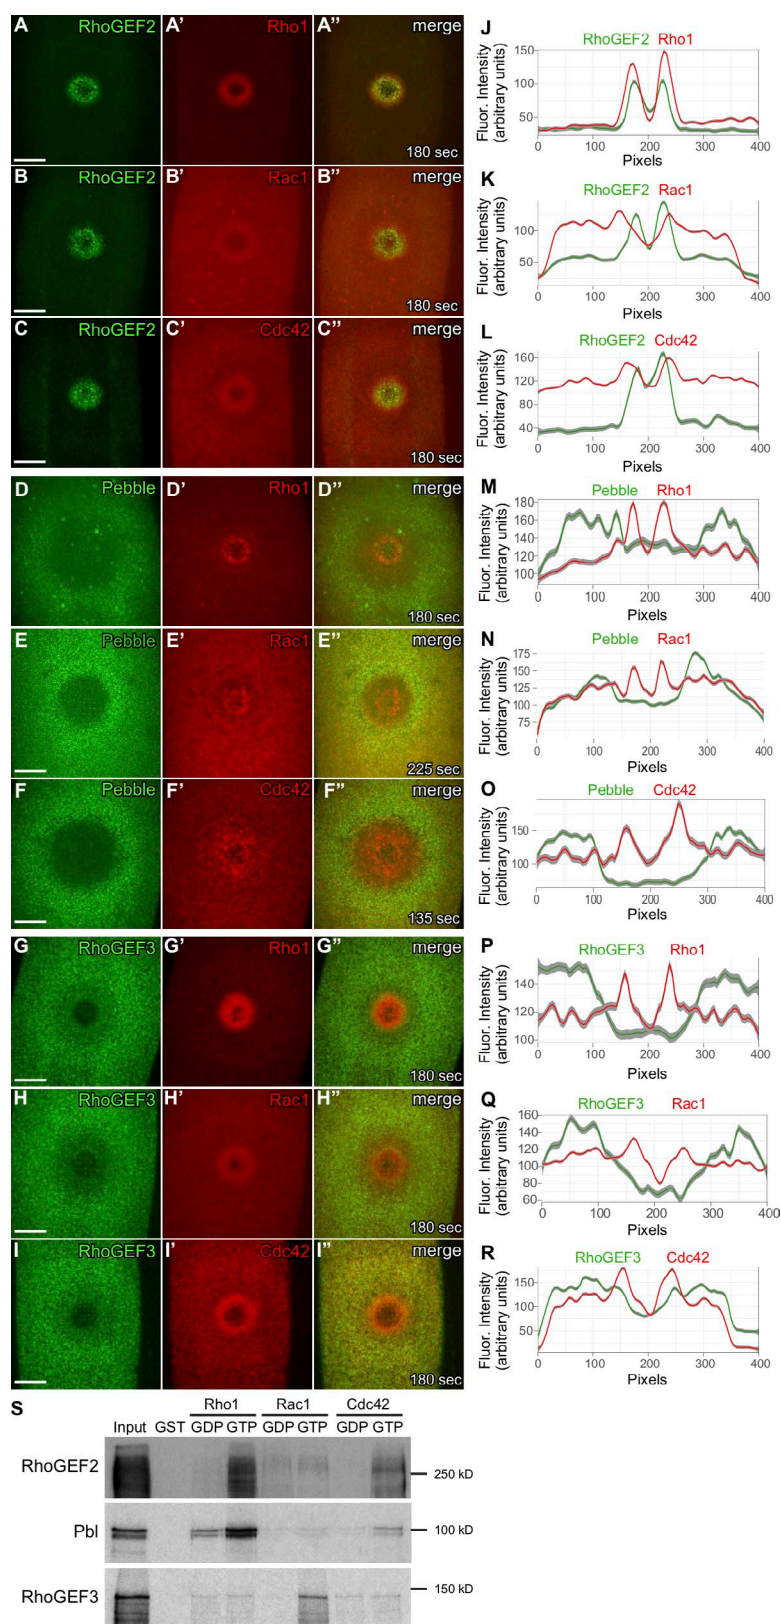 A RhoGEF2 A' Rho1 A" merge
180 sec
B RhoGEF2 B' Rac1 B" merge
180 sec
C RhoGEF2 C' Cdc42 C" merge
180 sec
D Pebble D' Rho1 D" merge
180 sec
E Pebble E' Rac1 E" merge
225 sec
F Pebble F' Cdc42 F" merge
135 sec
G RhoGEF3 G' Rho1 G" merge
180 sec
H RhoGEF3 H' Rac1 H" merge
180 sec
I RhoGEF3 I' Cdc42 I" merge
180 sec
J
RhoGEF2 Rho1
Fluor. Intensity
(arbitrary units)
150
100
50
0 100 200 300 400
Pixels
K
RhoGEF2 Rac1
Fluor. Intensity
(arbitrary units)
100
50
0 100 200 300 400
Pixels
L
RhoGEF2 Cdc42
Fluor. Intensity
(arbitrary units)
160
120
80
40
0 100 200 300 400
Pixels
M
Pebble Rho1
Fluor. Intensity
(arbitrary units)
180
160
140
120
100
0 100 200 300 400
Pixels
N
Pebble Rac1
Fluor. Intensity
(arbitrary units)
175
150
125
100
75
0 100 200 300 400
Pixels
O
Pebble Cdc42
Fluor. Intensity
(arbitrary units)
150
100
0 100 200 300 400
Pixels
P
RhoGEF3 Rho1
Fluor. Intensity
(arbitrary units)
140
120
100
0 100 200 300 400
Pixels
Q
RhoGEF3 Rac1
Fluor. Intensity
(arbitrary units)
160
140
120
100
80
60
0 100 200 300 400
Pixels
R
RhoGEF3 Cdc42
Fluor. Intensity
(arbitrary units)
150
100
50
0 100 200 300 400
Pixels
S
Rho1 Rac1 Cdc42
Input GST GDP GTP GDP GTP GDP GTP
RhoGEF2
250 kD
Pbl
100 kD
RhoGEF3
150 kD